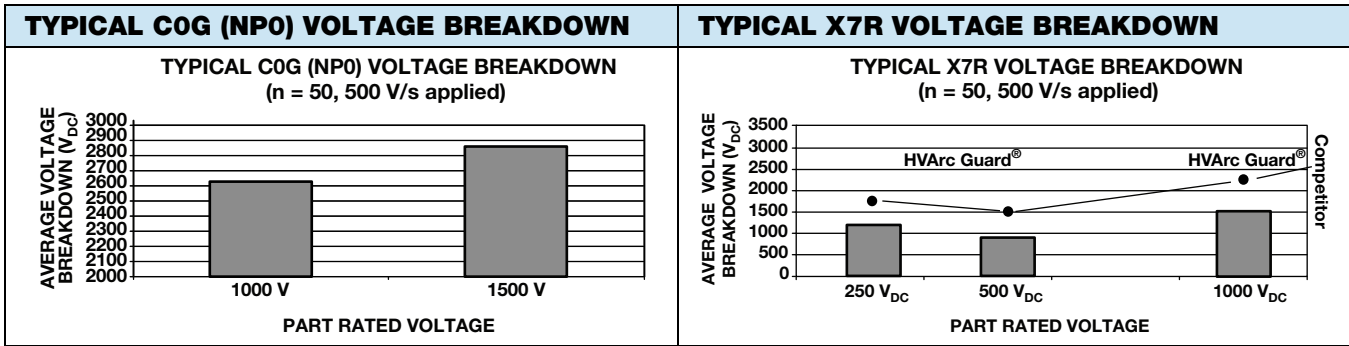 TYPICAL C0G (NP0) VOLTAGE BREAKDOWN
TYPICAL C0G (NP0) VOLTAGE BREAKDOWN
(n = 50, 500 V/s applied)
AVERAGE VOLTAGE
BREAKDOWN (VDC)
3000
2900
2800
2700
2600
2500
2400
2300
2200
2100
2000
1000 V
1500 V
PART RATED VOLTAGE
TYPICAL X7R VOLTAGE BREAKDOWN
TYPICAL X7R VOLTAGE BREAKDOWN
(n = 50, 500 V/s applied)
AVERAGE VOLTAGE
BREAKDOWN (VDC)
3500
3000
2500
2000
1500
1000
500
0
HVArc Guard®
HVArc Guard®
Competitor
250 VDC
500 VDC
1000 VDC
PART RATED VOLTAGE